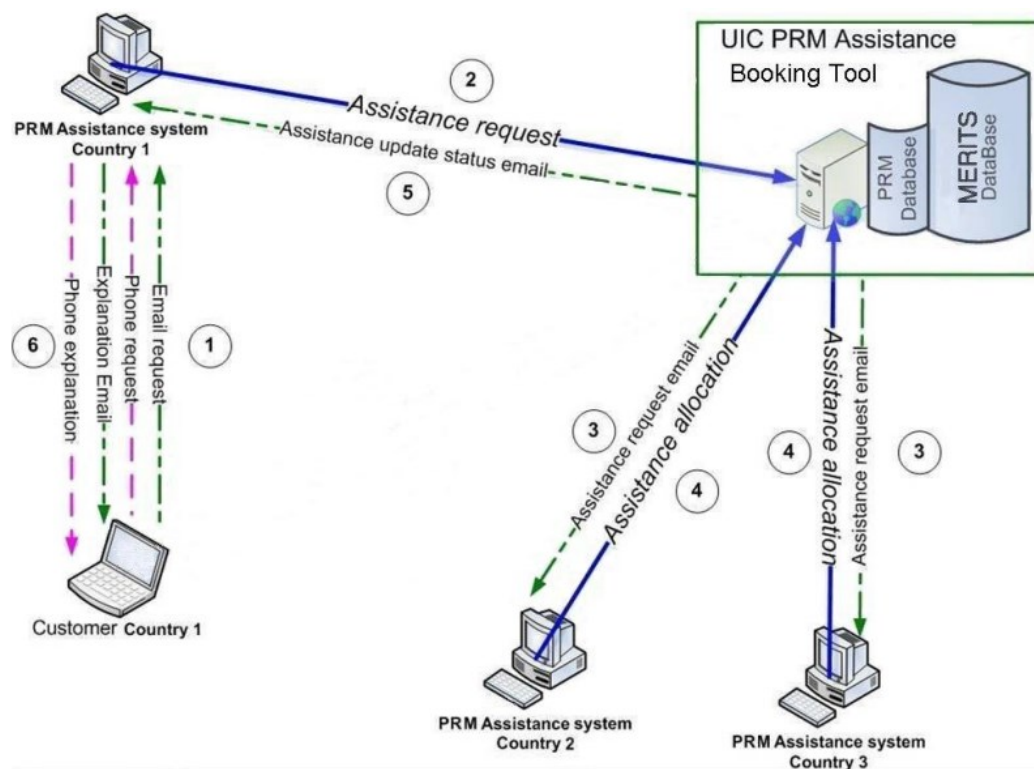 UIC PRM Assistance
Booking Tool
PRM
Database
MERITS
DataBase
2
Assistance request
Assistance update status email
5
PRM Assistance system
Country 1
Phone explanation
Explanation Email
Phone request
Email request
6
1
Customer Country 1
Assistance request email
3
Assistance allocation
4
Assistance allocation
4
Assistance request email
3
PRM Assistance system
Country 2
PRM Assistance system
Country 3